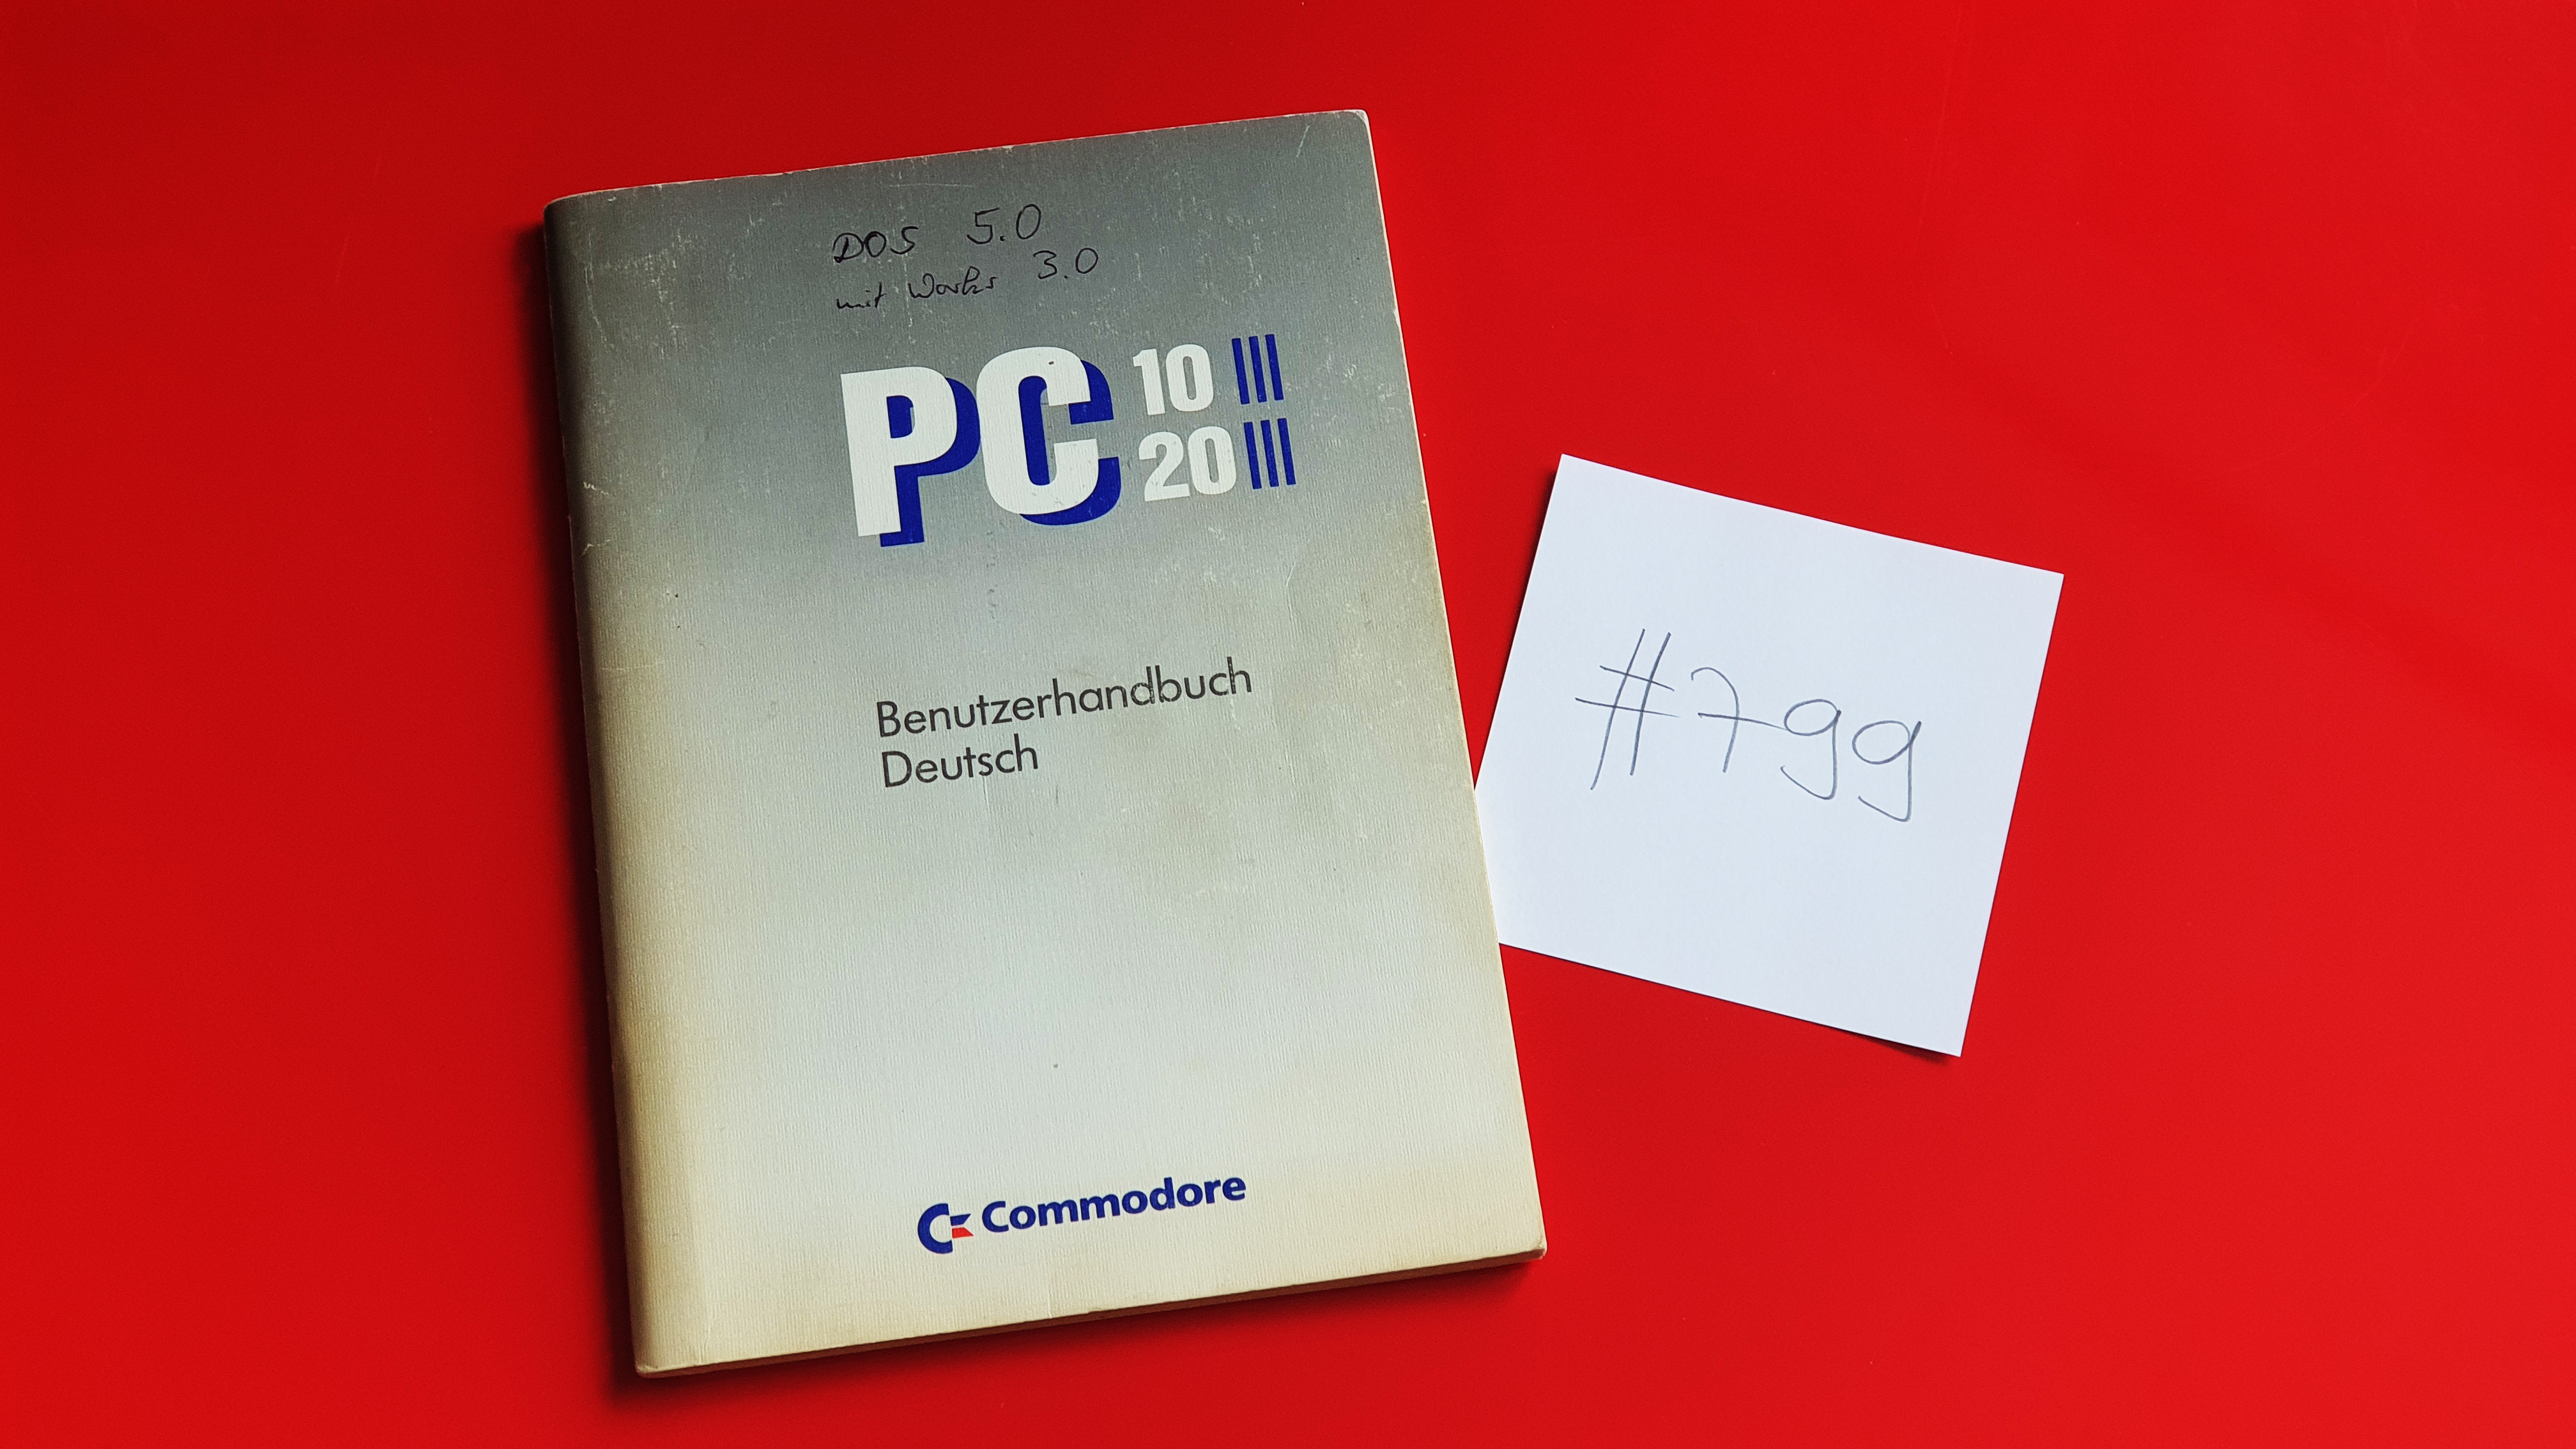 DOS 5.0
mit Works 3.0
PC 10 III
20 III
Benutzerhandbuch
Deutsch
Commodore
#799